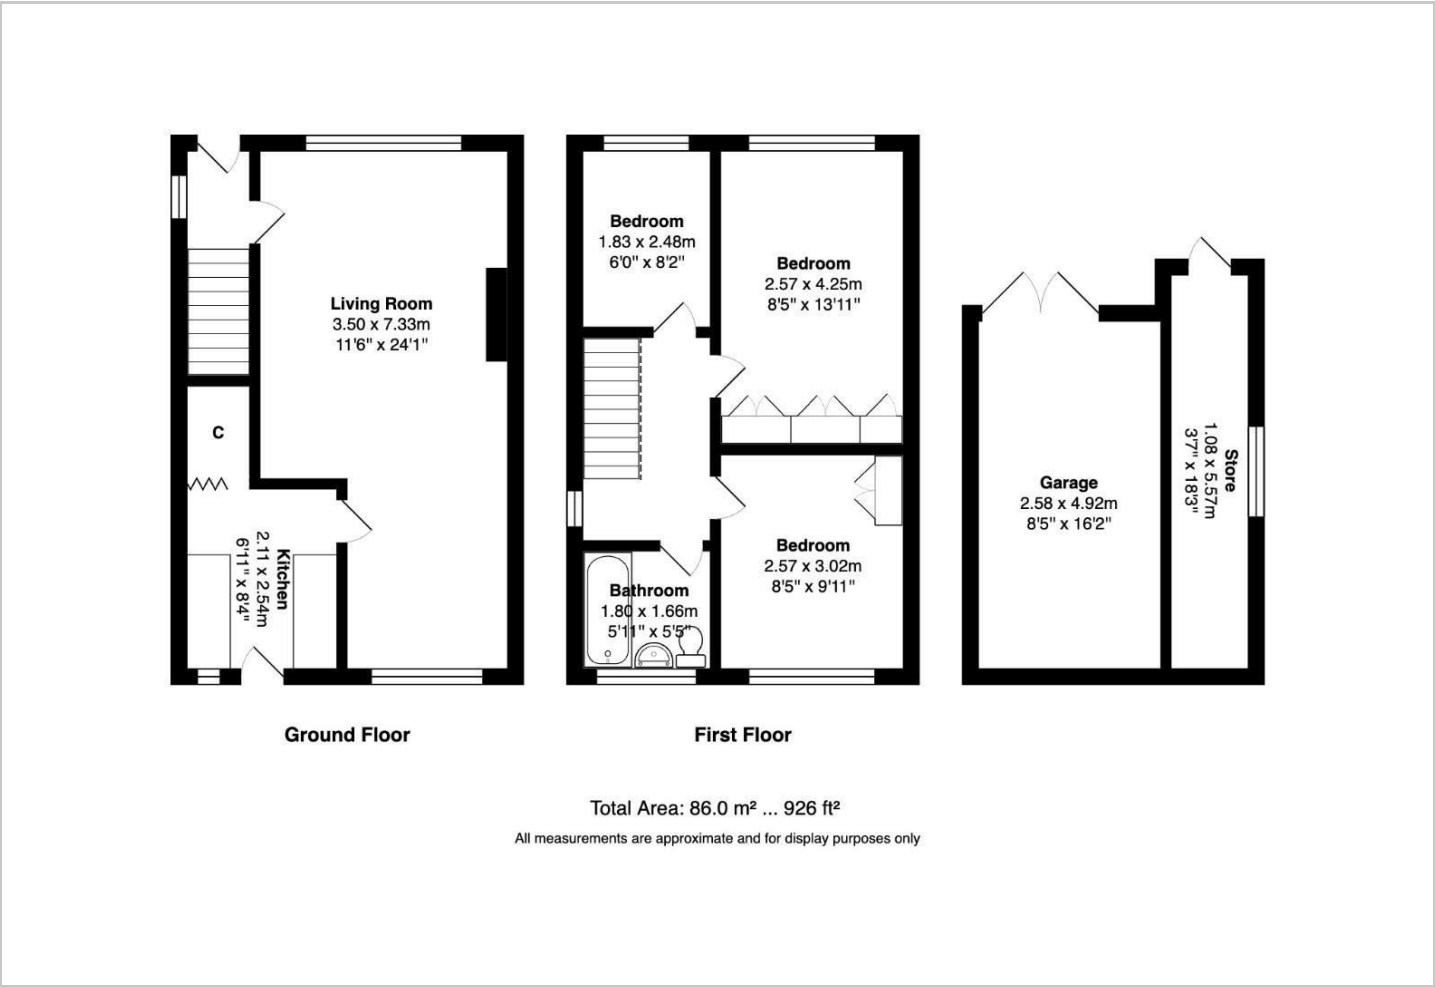 Living Room
3.50 x 7.33m
11'6" x 24'1"
C
Kitchen
2.11 x 2.54m
6'11" x 8'4"
Ground Floor
Bedroom
1.83 x 2.48m
6'0" x 8'2"
Bedroom
2.57 x 4.25m
8'5" x 13'11"
Bedroom
2.57 x 3.02m
8'5" x 9'11"
Bathroom
1.80 x 1.66m
5'11" x 5'5"
First Floor
Garage
2.58 x 4.92m
8'5" x 16'2"
Store
1.08 x 5.57m
3'7" x 18'3"
Total Area: 86.0 m² ... 926 ft²
All measurements are approximate and for display purposes only